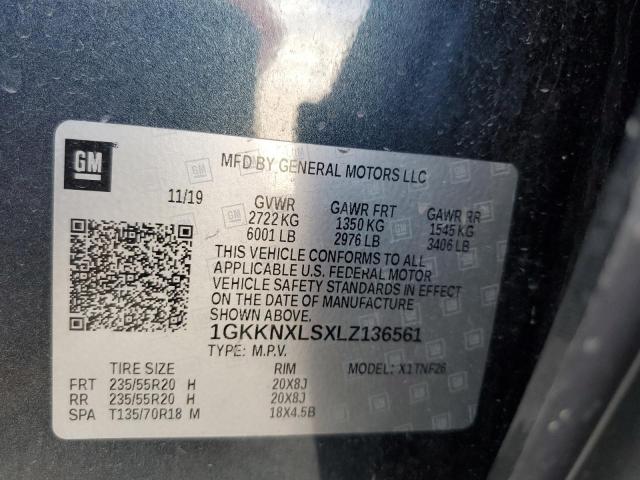 GM
MFD BY GENERAL MOTORS LLC
11/19 GVWR GAWR FRT GAWR RR
2722 KG 1350 KG 1545 KG
6001 LB 2976 LB 3406 LB
THIS VEHICLE CONFORMS TO ALL
APPLICABLE U.S. FEDERAL MOTOR
VEHICLE SAFETY STANDARDS IN EFFECT
ON THE DATE OF MANUFACTURE
SHOWN ABOVE.
1GKKNXLSXLZ136561
TYPE: M.P.V. MODEL: X1TNF26
TIRE SIZE RIM
FRT 235/55R20 H 20X8J
RR 235/55R20 H 20X8J
SPA T135/70R18 M 18X4.5B